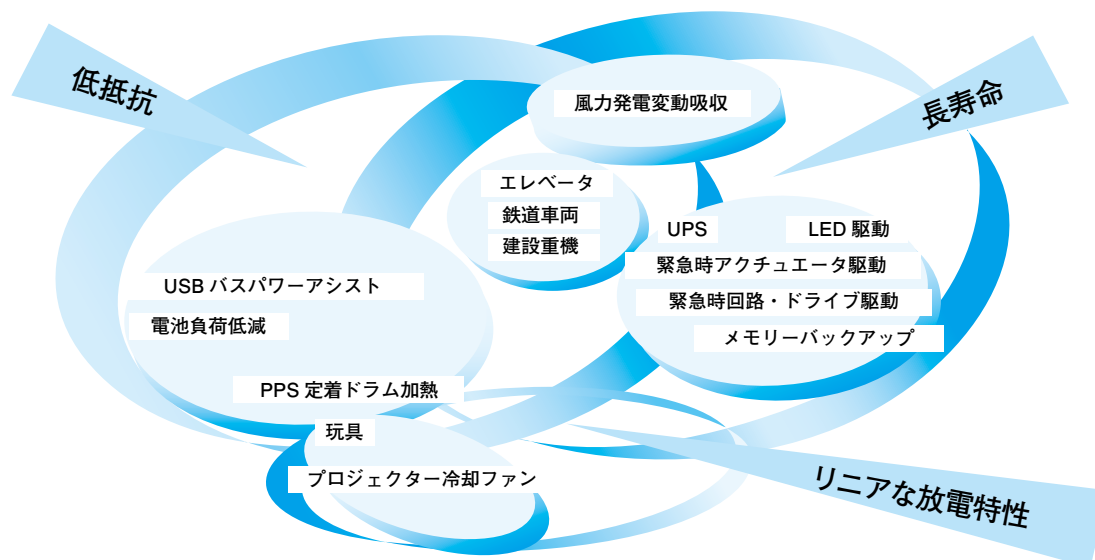 低抵抗
長寿命
風力発電変動吸収
エレベータ
鉄道車両
建設重機
UPS
LED 駆動
緊急時アクチュエータ駆動
緊急時回路・ドライブ駆動
メモリーバックアップ
USB バスパワーアシスト
電池負荷低減
PPS 定着ドラム加熱
玩具
プロジェクター冷却ファン
リニアな放電特性